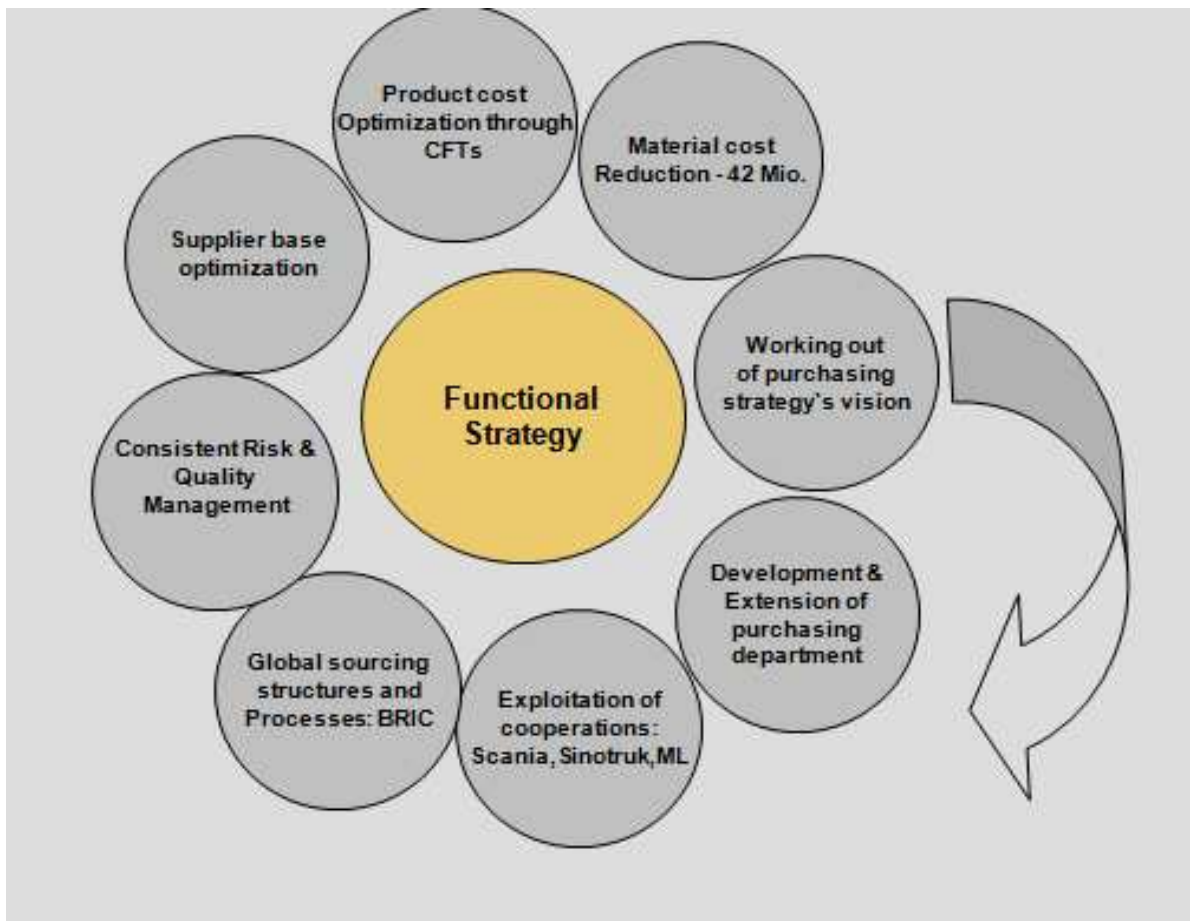 Product cost
Optimization through
CFTs
Material cost
Reduction - 42 Mio.
Supplier base
optimization
Working out
of purchasing
strategy's vision
Functional
Strategy
Consistent Risk &
Quality
Management
Development &
Extension of
purchasing
department
Global sourcing
structures and
Processes: BRIC
Exploitation of
cooperations:
Scania, Sinotruk, ML